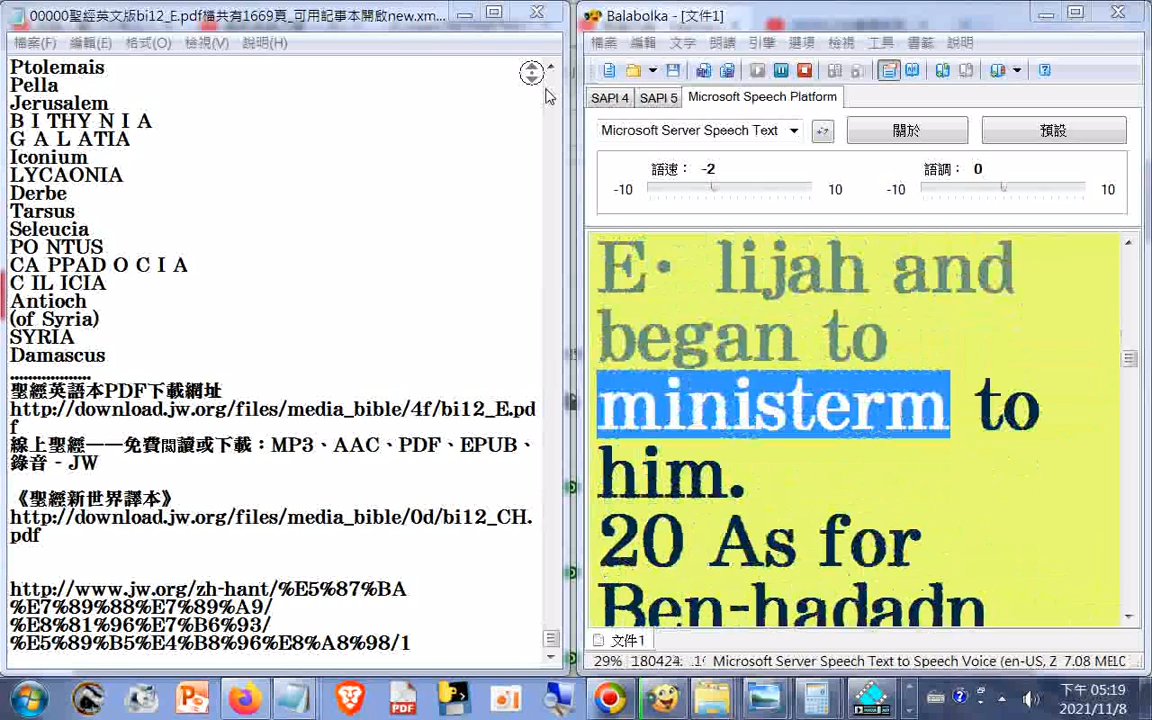 00000聖經英文版bi12_E.pdf檔共有1669頁_可用記事本開啟new.xm...
檔案(F) 編輯(E) 格式(O) 檢視(V) 說明(H)
Ptolemais
Pella
Jerusalem
B I THY N I A
G A L ATIA
Iconium
LYCAONIA
Derbe
Tarsus
Seleucia
PO NTUS
CA PPAD O C I A
C IL ICIA
Antioch
(of Syria)
SYRIA
Damascus
..................
聖經英語本PDF下載網址
http://download.jw.org/files/media_bible/4f/bi12_E.pd
f
線上聖經——免費閱讀或下載：MP3、AAC、PDF、EPUB、
錄音 - JW
《聖經新世界譯本》
http://download.jw.org/files/media_bible/0d/bi12_CH.
pdf
http://www.jw.org/zh-hant/%E5%87%BA
%E7%89%88%E7%89%A9/
%E8%81%96%E7%B6%93/
%E5%89%B5%E4%B8%96%E8%A8%98/1
Balabolka - [文件1]
檔案 編輯 文字 朗讀 引擎 選項 檢視 工具 書籤 說明
SAPI 4 SAPI 5 Microsoft Speech Platform
Microsoft Server Speech Text 關於 預設
語速： -2 語調： 0
-10 10 -10 10
E· lijah and
began to
ministerm to
him.
20 As for
Ben-hadadn
文件1
29% Microsoft Server Speech Text to Speech Voice (en-US, Z 7.08 MELO
PDF
下午 05:19
2021/11/8